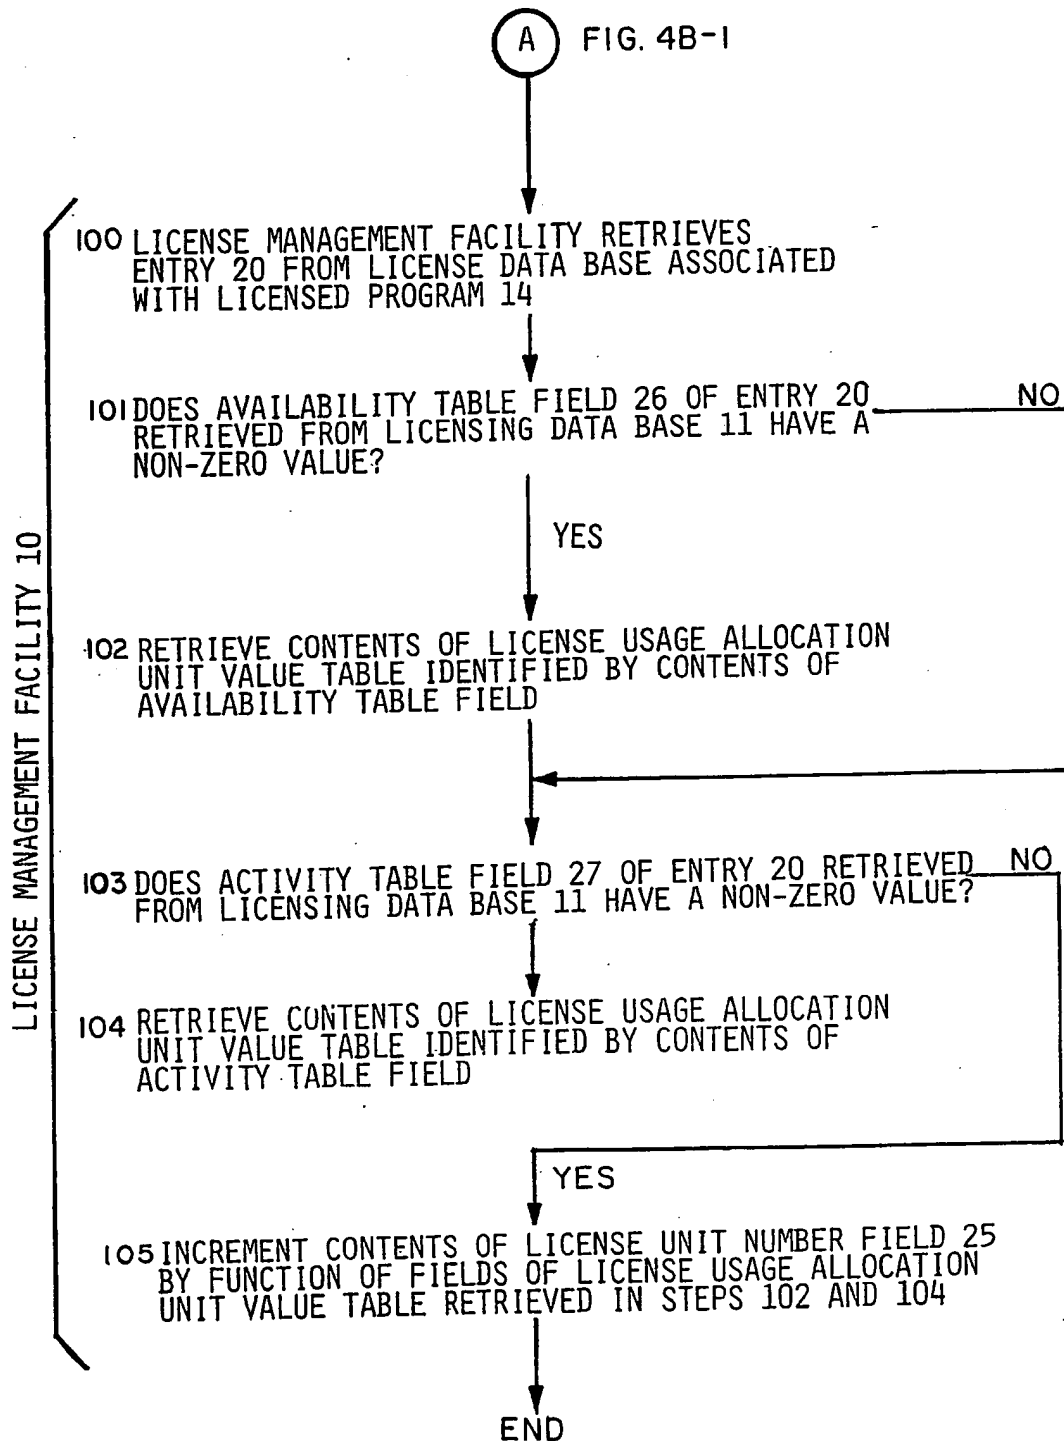 A FIG. 4B-1
100 LICENSE MANAGEMENT FACILITY RETRIEVES
ENTRY 20 FROM LICENSE DATA BASE ASSOCIATED
WITH LICENSED PROGRAM 14
101 DOES AVAILABILITY TABLE FIELD 26 OF ENTRY 20 NO
RETRIEVED FROM LICENSING DATA BASE 11 HAVE A
NON-ZERO VALUE?
YES
LICENSE MANAGEMENT FACILITY 10
102 RETRIEVE CONTENTS OF LICENSE USAGE ALLOCATION
UNIT VALUE TABLE IDENTIFIED BY CONTENTS OF
AVAILABILITY TABLE FIELD
103 DOES ACTIVITY TABLE FIELD 27 OF ENTRY 20 RETRIEVED NO
FROM LICENSING DATA BASE 11 HAVE A NON-ZERO VALUE?
104 RETRIEVE CONTENTS OF LICENSE USAGE ALLOCATION
UNIT VALUE TABLE IDENTIFIED BY CONTENTS OF
ACTIVITY TABLE FIELD
YES
105 INCREMENT CONTENTS OF LICENSE UNIT NUMBER FIELD 25
BY FUNCTION OF FIELDS OF LICENSE USAGE ALLOCATION
UNIT VALUE TABLE RETRIEVED IN STEPS 102 AND 104
END